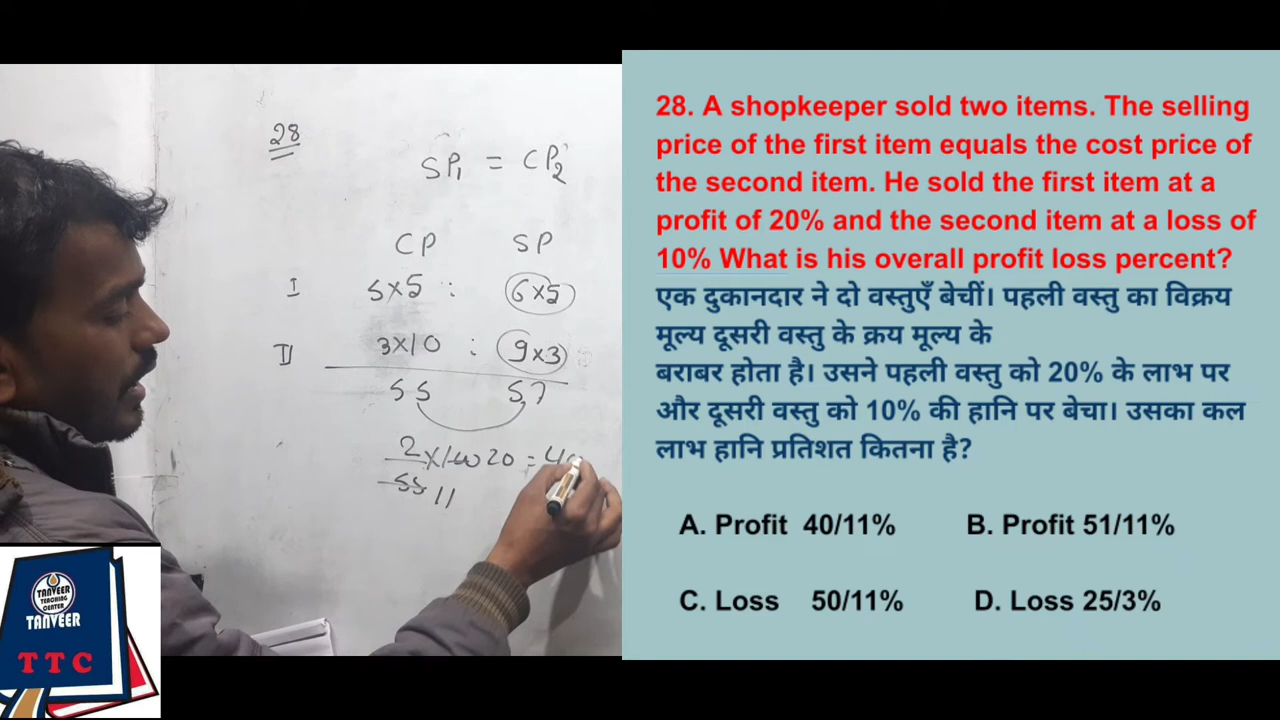 28
SP₁ = CP₂
CP SP
I 5×5 : 6×5
II 3×10 : 9×3
55 57
2×100 20 = 40
55 11
28. A shopkeeper sold two items. The selling
price of the first item equals the cost price of
the second item. He sold the first item at a
profit of 20% and the second item at a loss of
10% What is his overall profit loss percent?
एक दुकानदार ने दो वस्तुएँ बेचीं। पहली वस्तु का विक्रय
मूल्य दूसरी वस्तु के क्रय मूल्य के
बराबर होता है। उसने पहली वस्तु को 20% के लाभ पर
और दूसरी वस्तु को 10% की हानि पर बेचा। उसका कल
लाभ हानि प्रतिशत कितना है?
A. Profit 40/11% B. Profit 51/11%
C. Loss 50/11% D. Loss 25/3%
TANVEER
TEACHING
CENTER
TANVEER
TTC